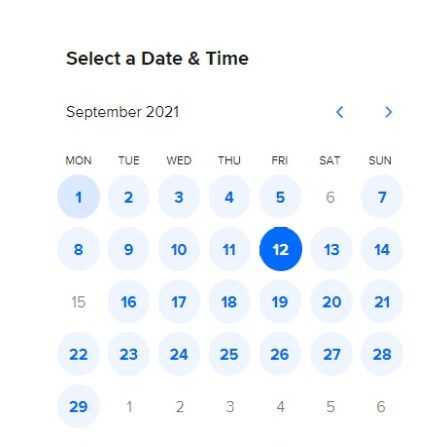 Select a Date & Time
September 2021
MON TUE WED THU FRI SAT SUN
1 2 3 4 5 6 7
8 9 10 11 12 13 14
15 16 17 18 19 20 21
22 23 24 25 26 27 28
29 1 2 3 4 5 6